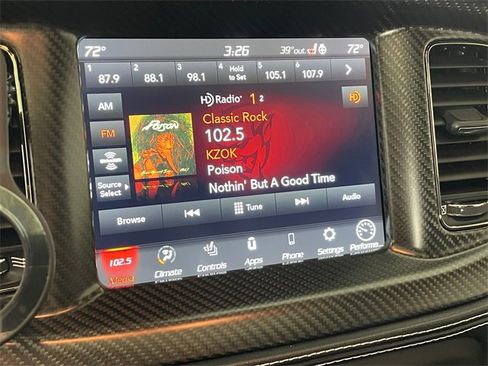 72° 3:26 39°out. 72°
1 2 3 4 5 6
87.9 88.1 98.1 Hold to Set 105.1 107.9
AM
FM
SiriusXM
Source Select
POISON
HD Radio 1 2
HD
Classic Rock
102.5
KZOK
Poison
Nothin' But A Good Time
Browse Tune Audio
102.5
Media Climate Controls Apps Phone Settings Performa